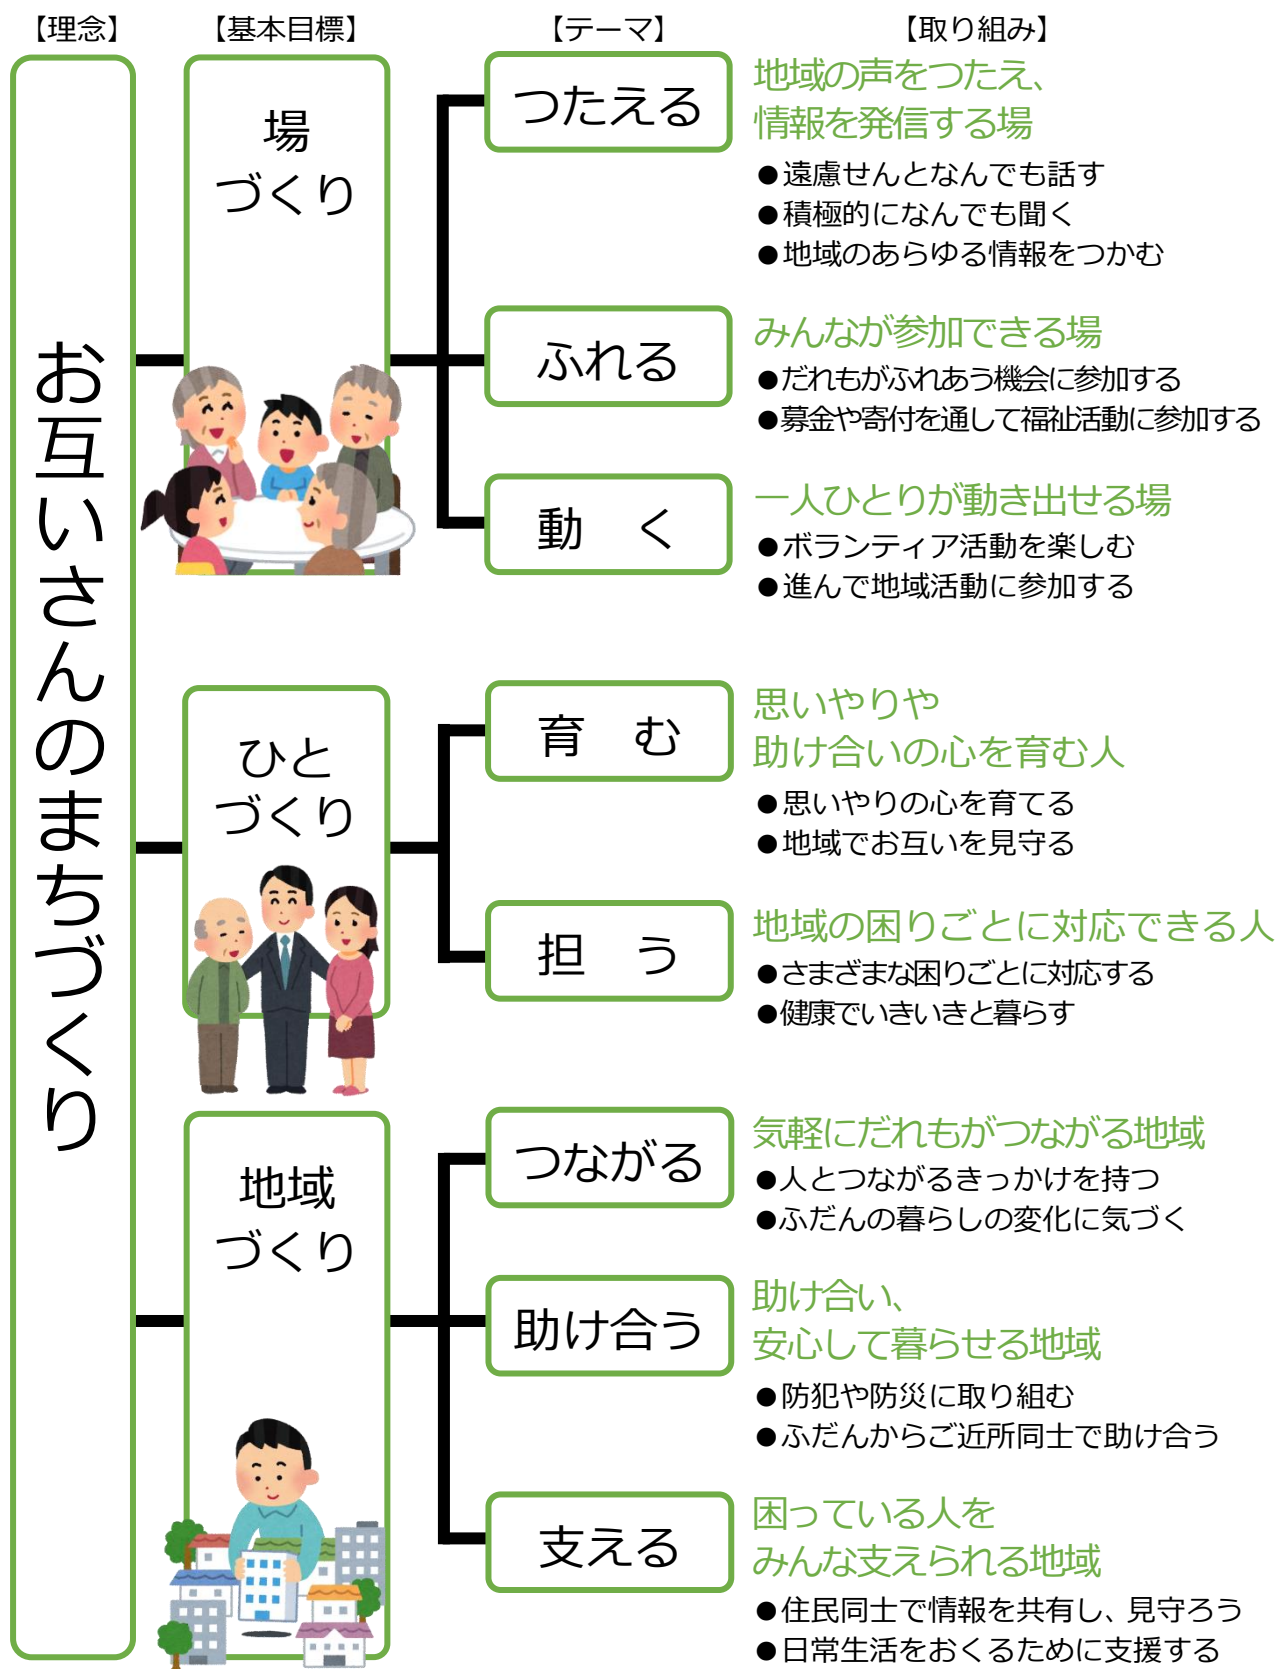 【理念】
【基本目標】
【テーマ】
【取り組み】
お互いさんのまちづくり
場
づくり
つたえる
地域の声をつたえ、
情報を発信する場
●遠慮せんとなんでも話す
●積極的になんでも聞く
●地域のあらゆる情報をつかむ
ふれる
みんなが参加できる場
●だれもがふれあう機会に参加する
●募金や寄付を通して福祉活動に参加する
動　く
一人ひとりが動き出せる場
●ボランティア活動を楽しむ
●進んで地域活動に参加する
ひと
づくり
育　む
思いやりや
助け合いの心を育む人
●思いやりの心を育てる
●地域でお互いを見守る
担　う
地域の困りごとに対応できる人
●さまざまな困りごとに対応する
●健康でいきいきと暮らす
地域
づくり
つながる
気軽にだれもがつながる地域
●人とつながるきっかけを持つ
●ふだんの暮らしの変化に気づく
助け合う
助け合い、
安心して暮らせる地域
●防犯や防災に取り組む
●ふだんからご近所同士で助け合う
支える
困っている人を
みんな支えられる地域
●住民同士で情報を共有し、見守ろう
●日常生活をおくるために支援する